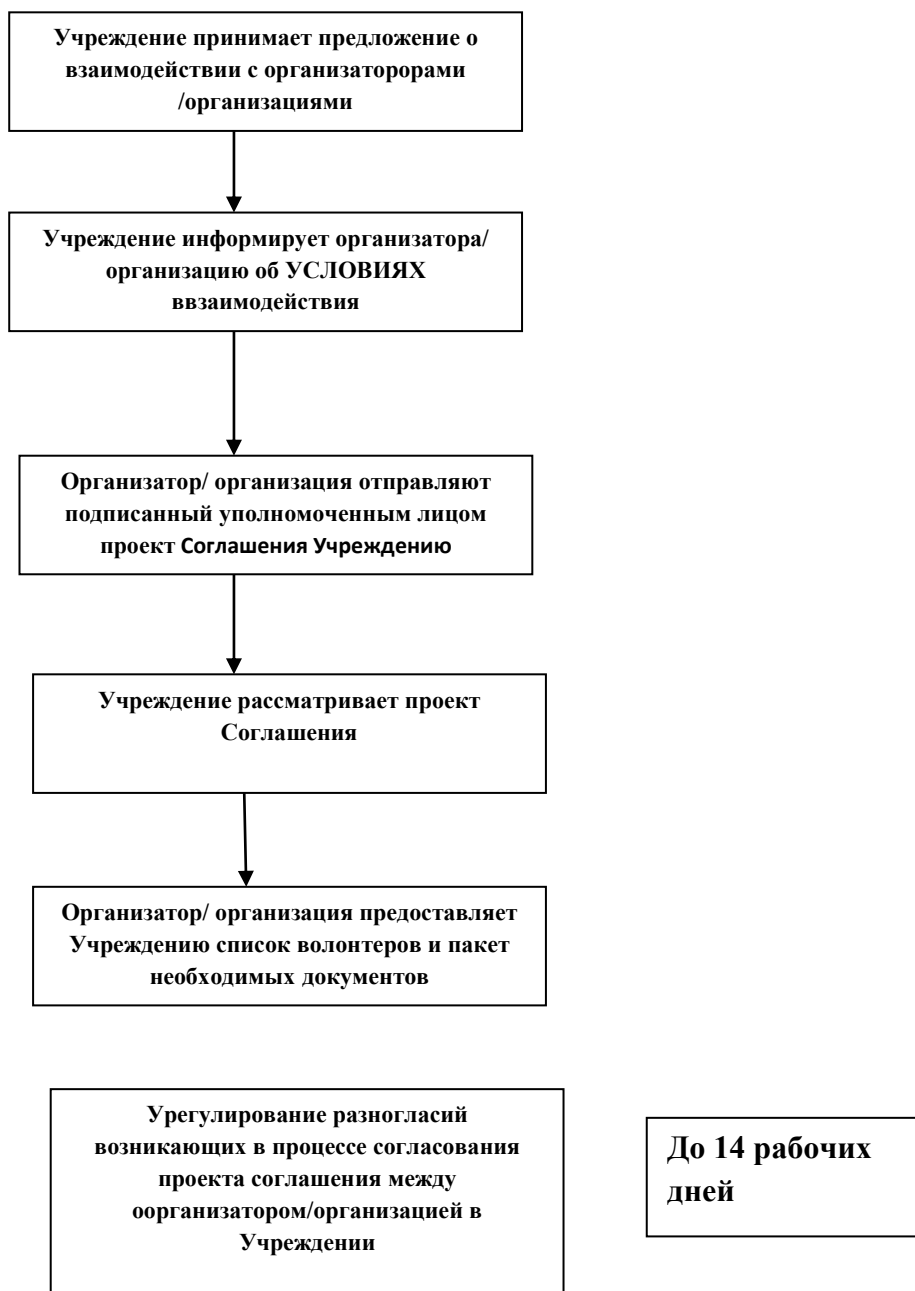 Учреждение принимает предложение о
взаимодействии с организаторорами
/организациями
Учреждение информирует организатора/
организацию об УСЛОВИЯХ
ввзаимодействия
Организатор/ организация отправляют
подписанный уполномоченным лицом
проект Соглашения Учреждению
Учреждение рассматривает проект
Соглашения
Организатор/ организация предоставляет
Учреждению список волонтеров и пакет
необходимых документов
Урегулирование разногласий
возникающих в процессе согласования
проекта соглашения между
оорганизатором/организацией в
Учреждении
До 14 рабочих
дней